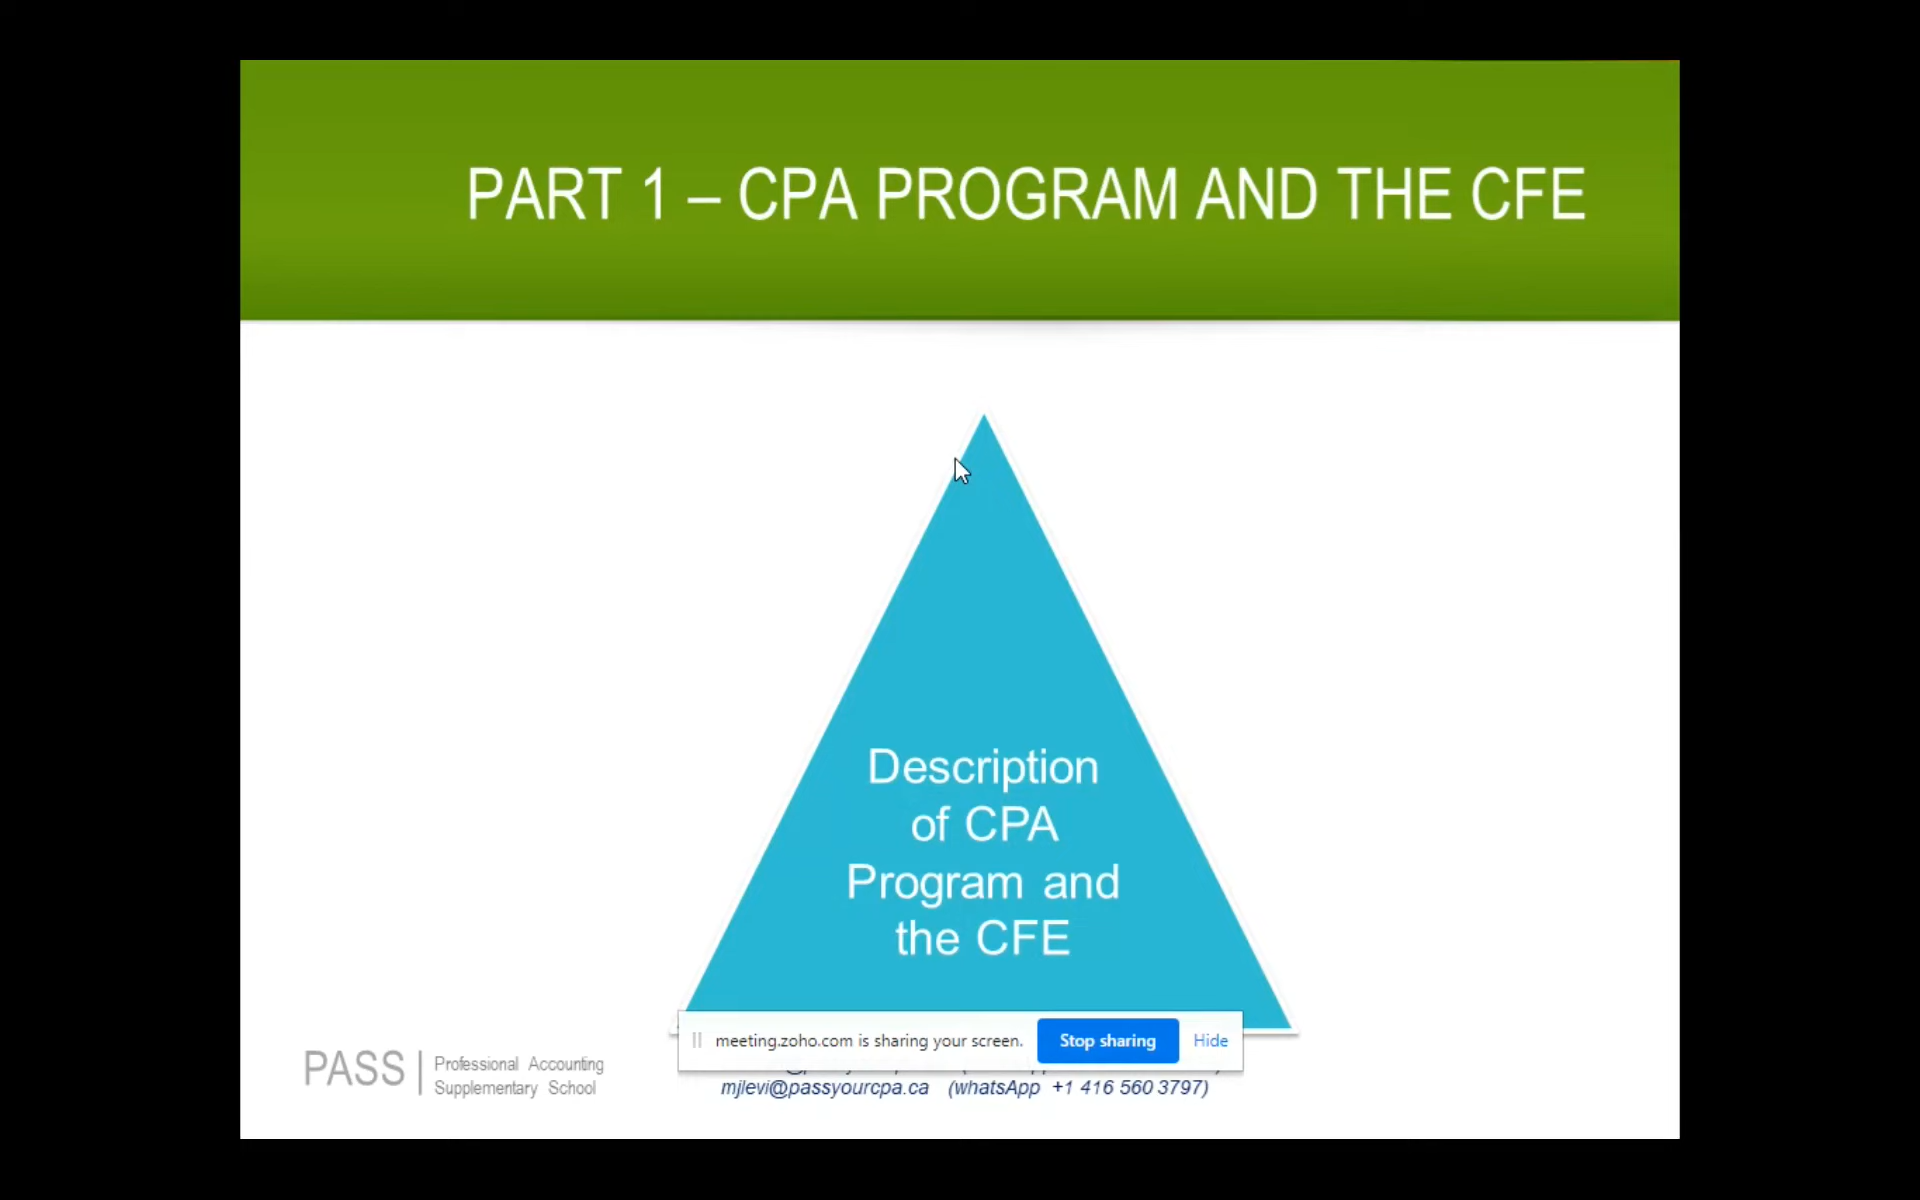 PART 1 – CPA PROGRAM AND THE CFE
Description
of CPA
Program and
the CFE
meeting.zoho.com is sharing your screen. Stop sharing Hide
PASS Professional Accounting
Supplementary School
mjlevi@passyourcpa.ca (whatsApp +1 416 560 3797)